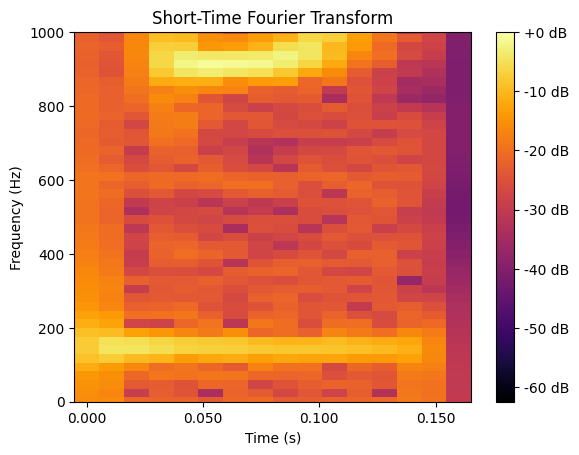 Short-Time Fourier Transform
1000
800
600
400
200
0
Frequency (Hz)
0.000
0.050
0.100
0.150
Time (s)
+0 dB
-10 dB
-20 dB
-30 dB
-40 dB
-50 dB
-60 dB